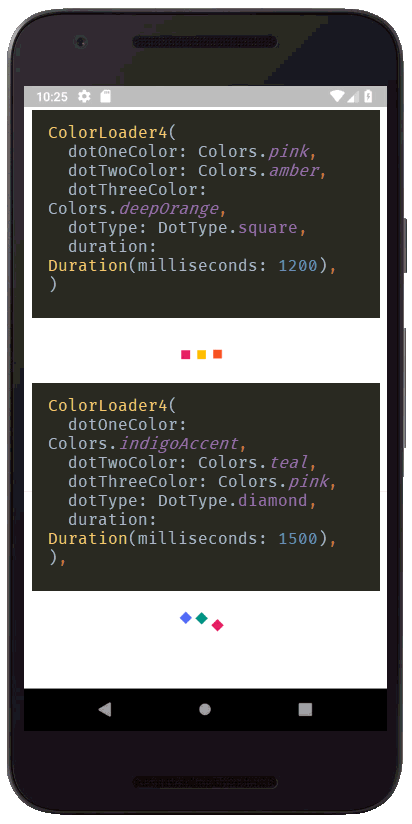 10:25
ColorLoader4(
  dotOneColor: Colors.pink,
  dotTwoColor: Colors.amber,
  dotThreeColor:
Colors.deepOrange,
  dotType: DotType.square,
  duration:
Duration(milliseconds: 1200),
)
ColorLoader4(
  dotOneColor:
Colors.indigoAccent,
  dotTwoColor: Colors.teal,
  dotThreeColor: Colors.pink,
  dotType: DotType.diamond,
  duration:
Duration(milliseconds: 1500),
),